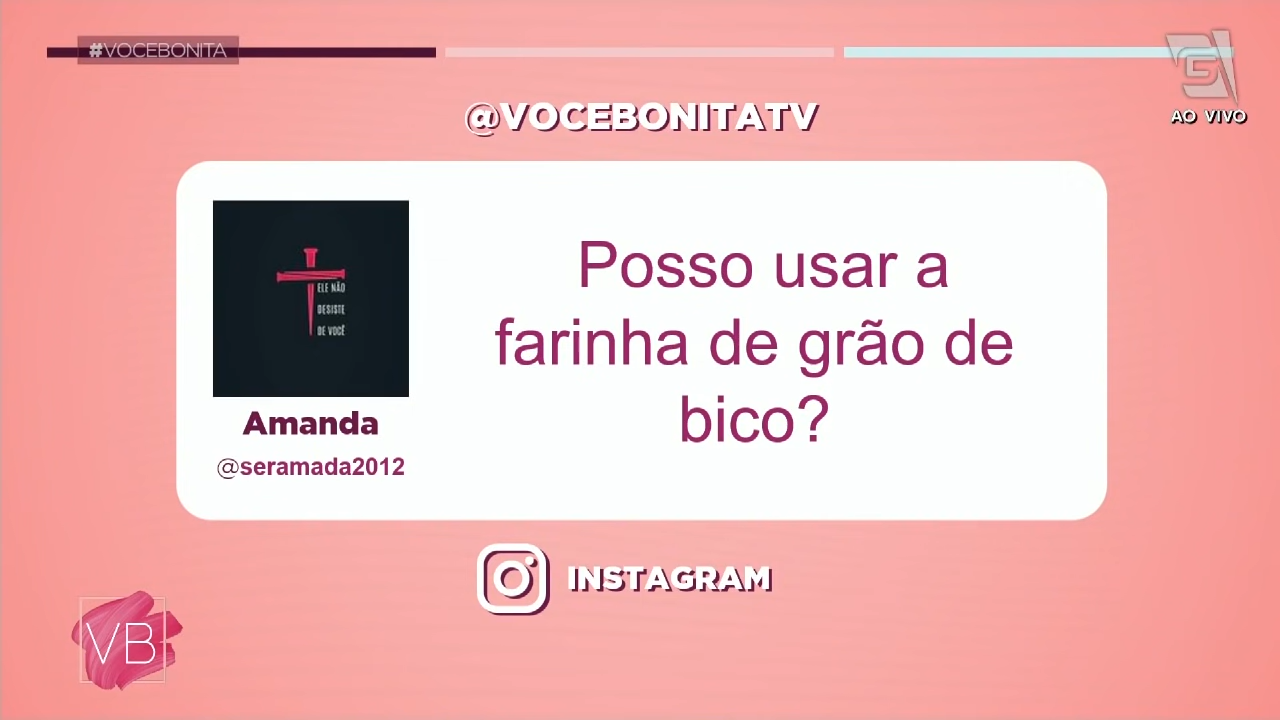 #VOCEBONITA
AO VIVO
@VOCEBONITATV
ELE NÃO
DESISTE
DE VOCÊ
Posso usar a
farinha de grão de
bico?
Amanda
@seramada2012
INSTAGRAM
VB